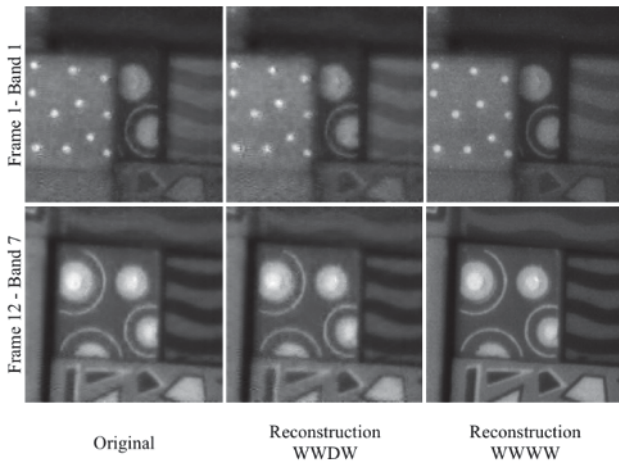 Frame 1- Band 1
Frame 12 - Band 7
Original
Reconstruction
WWDW
Reconstruction
WWWW